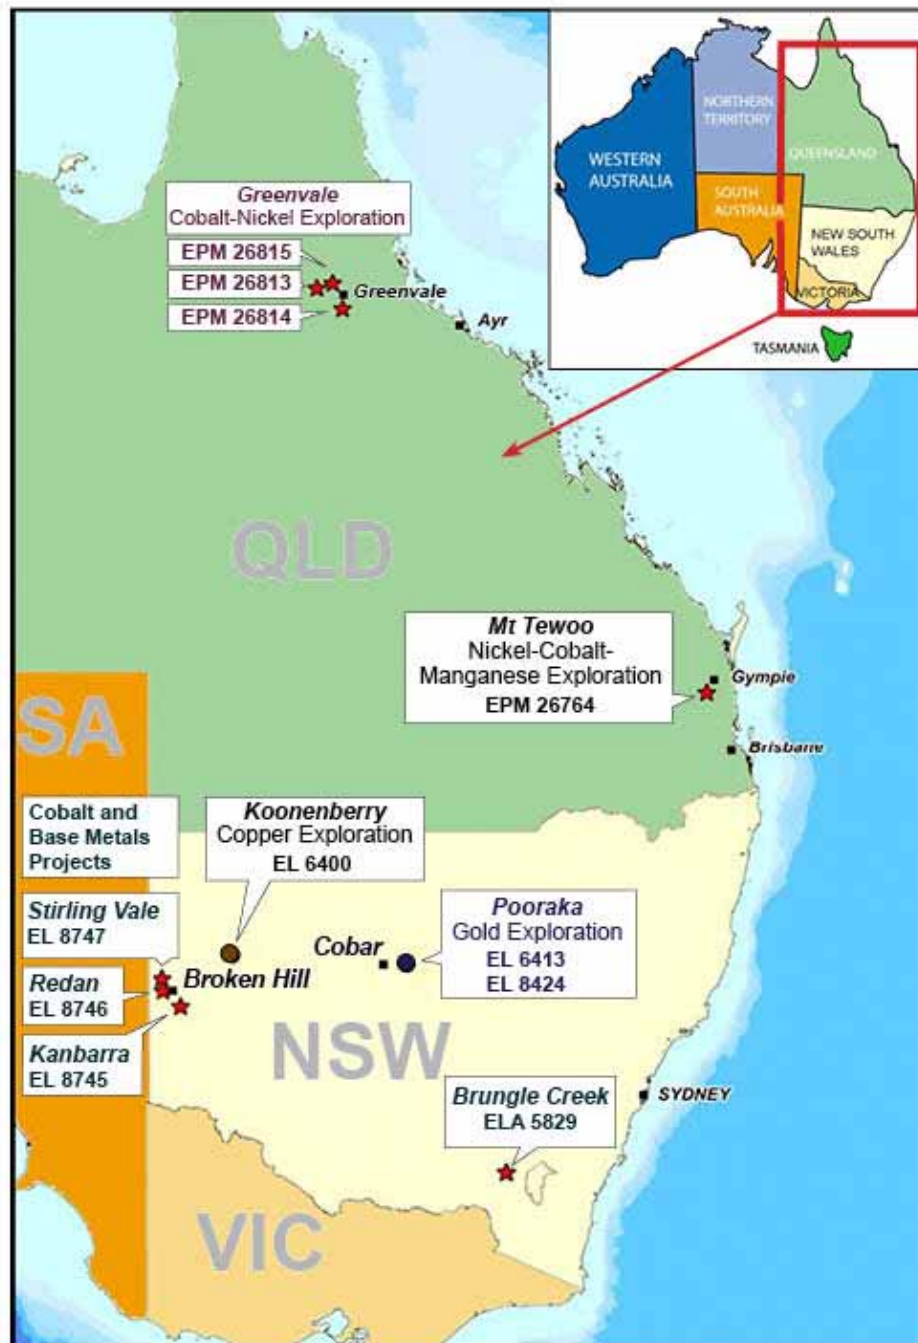 Greenvale
Cobalt-Nickel Exploration
EPM 26815
EPM 26813
EPM 26814
Greenvale
Ayr
WESTERN
AUSTRALIA
NORTHERN
TERRITORY
QUEENSLAND
SOUTH
AUSTRALIA
NEW SOUTH
WALES
VICTORIA
TASMANIA
QLD
Mt Tewoo
Nickel-Cobalt-
Manganese Exploration
EPM 26764
Gympie
Brisbane
SA
Cobalt and
Base Metals
Projects
Koonenberry
Copper Exploration
EL 6400
Stirling Vale
EL 8747
Pooraka
Gold Exploration
EL 6413
EL 8424
Cobar
Broken Hill
Redan
EL 8746
Kanbarra
EL 8745
NSW
Brungle Creek
ELA 5829
SYDNEY
VIC